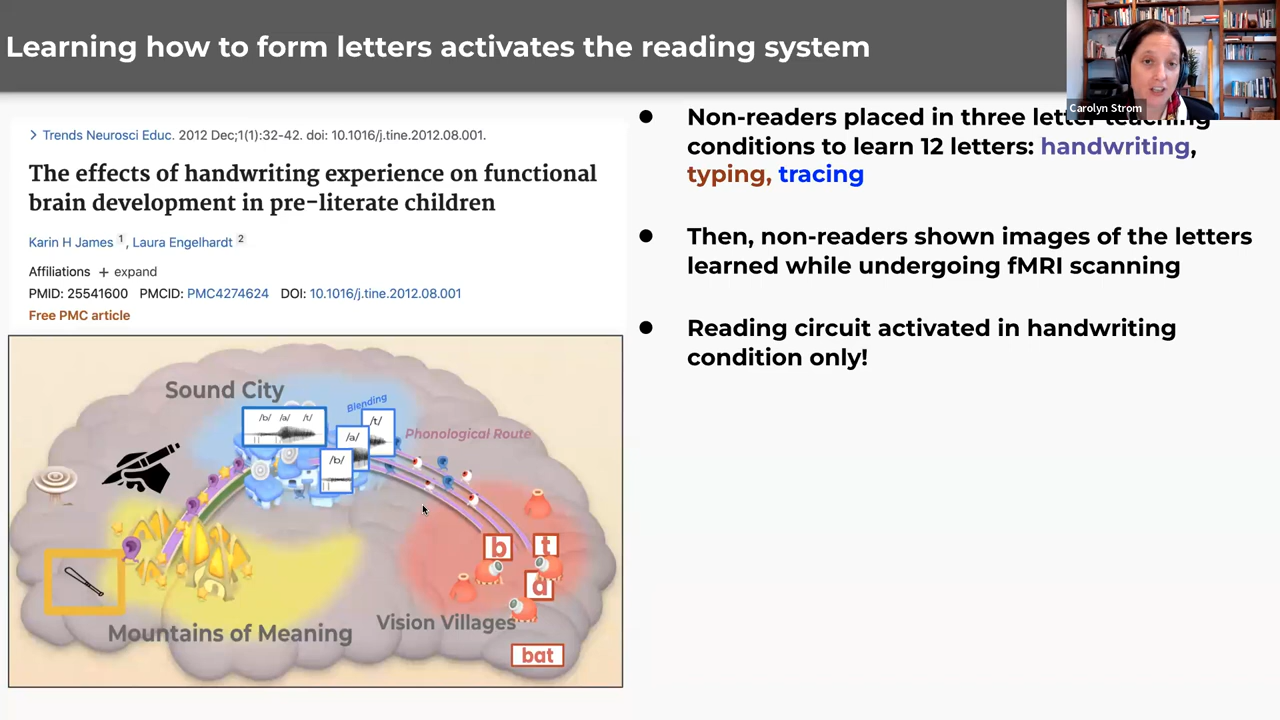 Learning how to form letters activates the reading system
Carolyn Strom
> Trends Neurosci Educ. 2012 Dec;1(1):32-42. doi: 10.1016/j.tine.2012.08.001.
The effects of handwriting experience on functional
brain development in pre-literate children
Karin H James 1, Laura Engelhardt 2
Affiliations + expand
PMID: 25541600 PMCID: PMC4274624 DOI: 10.1016/j.tine.2012.08.001
Free PMC article
Sound City
/b/ /a/ /t/
Blending
/t/
/a/
/b/
Phonological Route
b
t
a
Mountains of Meaning
Vision Villages
bat
● Non-readers placed in three letter teaching
conditions to learn 12 letters: handwriting,
typing, tracing
● Then, non-readers shown images of the letters
learned while undergoing fMRI scanning
● Reading circuit activated in handwriting
condition only!